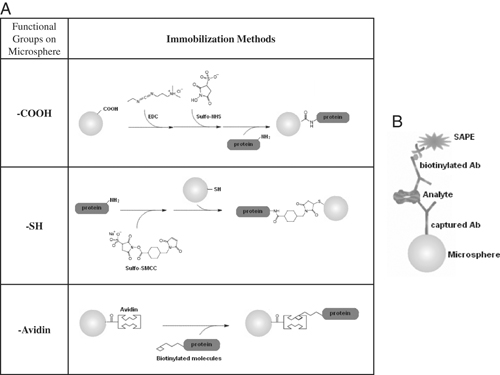 A
Functional
Groups on
Microsphere
Immobilization Methods
-COOH
COOH
EDC
Sulfo-NHS
protein
NH₂
protein
-SH
protein
NH₂
SH
Sulfo-SMCC
protein
-Avidin
Avidin
protein
Biotinylated molecules
protein
B
SAPE
biotinylated Ab
Analyte
captured Ab
Microsphere